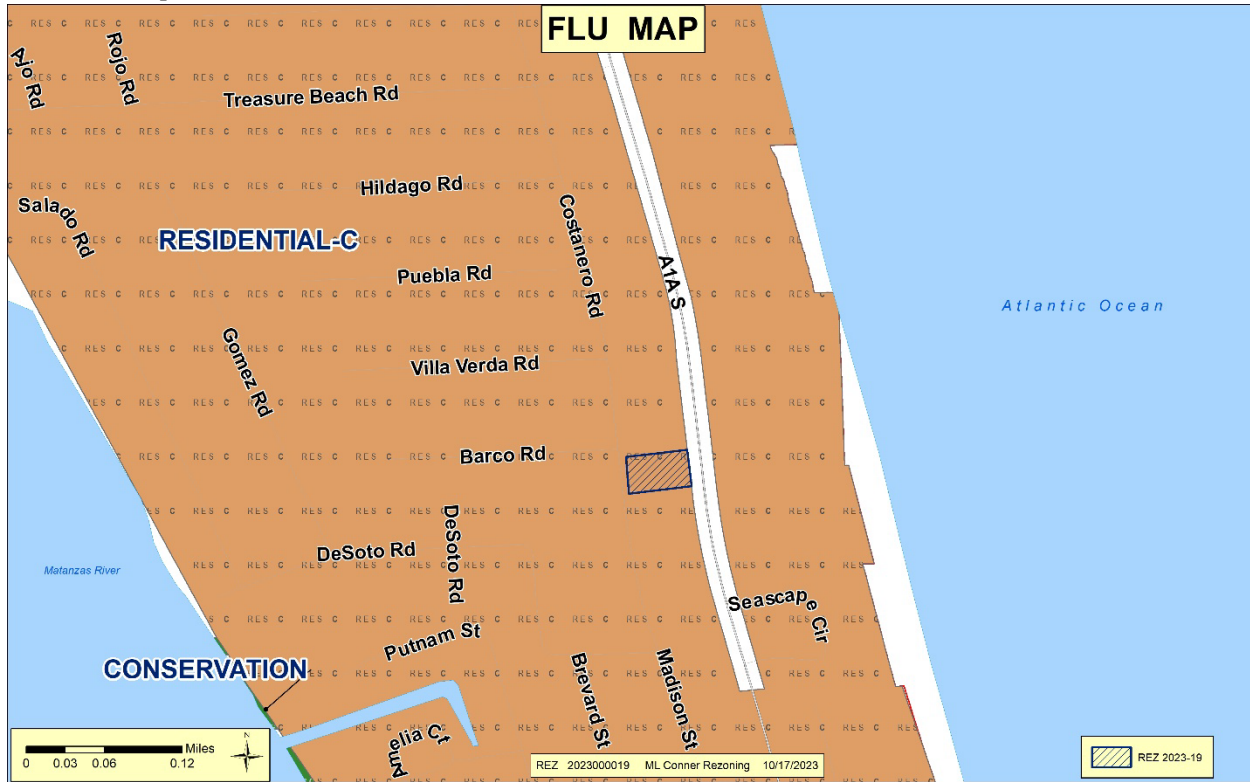 FLU MAP
Ajo Rd
Rojo Rd
Treasure Beach Rd
Hildago Rd
Salado Rd
RESIDENTIAL-C
Costanero Rd
Puebla Rd
A1A S
Atlantic Ocean
Gomez Rd
Villa Verda Rd
Barco Rd
DeSoto Rd
DeSoto Rd
Matanzas River
Seascape Cir
Putnam St
CONSERVATION
Brevard St
Madison St
elia Ct
Miles
0 0.03 0.06 0.12
N
REZ 2023000019 ML Conner Rezoning 10/17/2023
REZ 2023-19
RES C